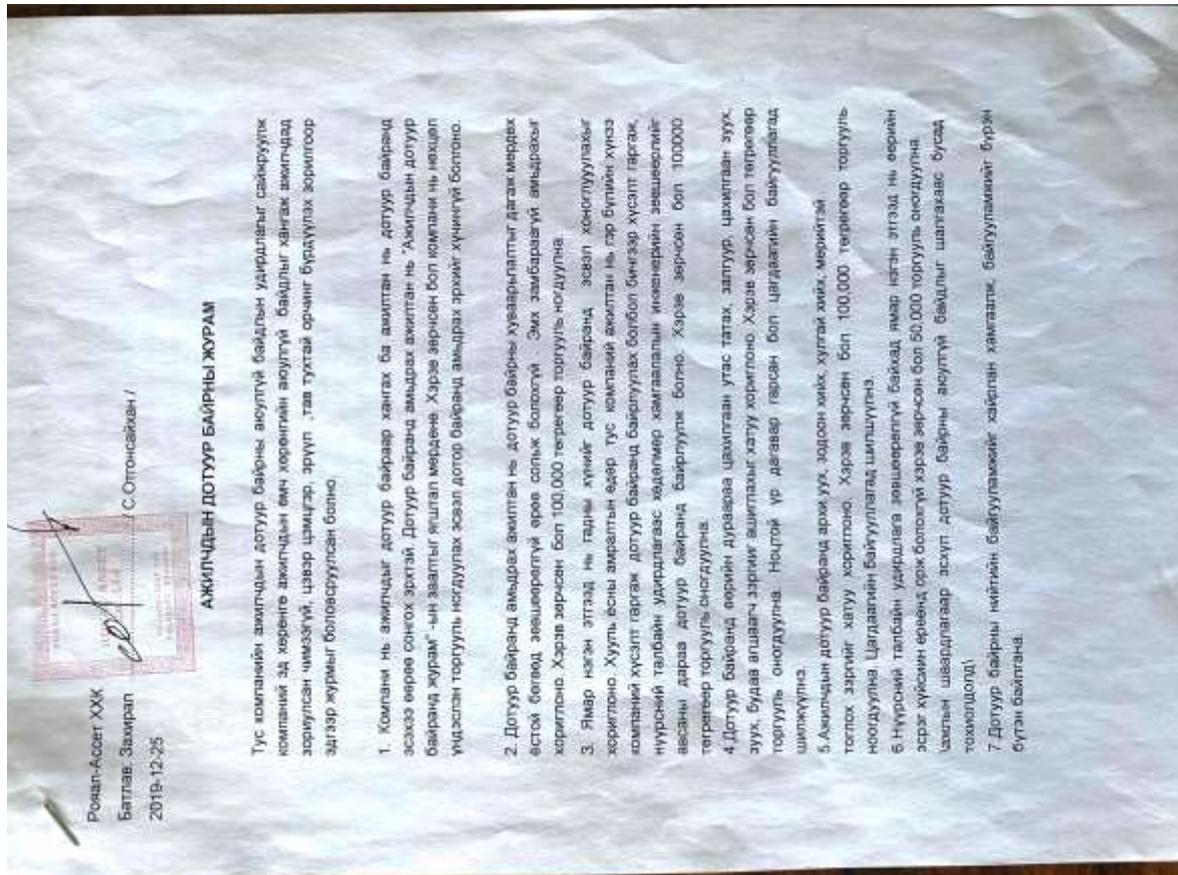 Роял-Ассет ХХК
Батлав. Захирал / С.Отгонсайхан /
2019-12-25
АЖИЛЧДЫН ДОТУУР БАЙРНЫ ЖУРАМ
Тус компанийн ажилчдын дотуур байрны аюулгүй байдлын удирдлагыг сайжруулж
компаний эд хөрөнгө ажилчдын өмч хөрөнгийн аюулгүй байдлыг хангаж ажилчдад
зориулсан чимээгүй, цэвэр цэмцгэр, эрүүл ,тав тухтай орчинг бүрдүүлэх зорилгоор
эдгээр журмыг боловсруулсан болно.
1. Компани нь ажилчдыг дотуур байраар хангах ба ажилтан нь дотуур байранд
эсэхээ өөрөө сонгох эрхтэй. Дотуур байранд амьдрах ажилтан нь "Ажилчдын дотуур
байранд журам" -ын заалтыг ягштал мөрдөнө. Хэрэв зөрчсөн бол компани нь нөхцөл
үндэслэн торгууль ногдуулах эсвэл дотор байранд амьдрах эрхийг хүчингүй болгоно.
2. Дотуур байранд амьдрах ажилтан нь дотуур байрны хуваарьлалтыг дагаж мөрдөх
ёстой бөгөөд зөвшөөрөлгүй өрөө сольж болохгүй . Эмх замбараагүй амьдрахыг
хориглоно. Хэрэв зөрчсөн бол 100,000 төгрөгөөр торгууль ногдуулна.
3. Ямар нэгэн этгээд нь гадны хүнийг дотуур байранд эсвэл хоноглуулахыг
хориглоно. Хууль ёсны амралтын өдөр тус компаний ажилтан нь гэр бүлийн хүнээ
компаний хүсэлт гаргаж дотуур байранд байрлуулах болбол бичгээр хүсэлт гаргаж,
нүүрсний талбайн удирдлагаас хөдөлмөр хамгаалалын инженерийн зөвшөөрлийг
авсаны дараа дотуур байранд байрлуулж болно. Хэрэв зөрчсөн бол 100000
төгрөгөөр торгууль оногдуулна.
4.Дотуур байранд өөрийн дураараа цахилгаан утас татах, залгуур, цахилгаан зуух,
зуух, будаа агшаагч зэргийг ашиглахыг хатуу хориглоно. Хэрэв зөрчсөн бол төгрөгөөр
торгууль оногдуулна. Ноцтой үр дагавар гарсан бол цагдаагийн байгууллагад
шилжүүлнэ.
5.Ажилчдын дотуур байранд архи уух, зодоон хийх, хулгай хийх, мөрийтэй
тоглох зэргийг хатуу хориглоно. Хэрэв зөрчсөн бол 100,000 төгрөгөөр торгууль
ноогдуулна. Цагдаагийн байгууллагад шилшүүлнэ.
6.Нүүрсний талбайн удирдлага зөвшөөрөлгүй байхад ямар нэгэн этгээд нь өөрийн
эсрэг хүйсийн өрөөнд орж болохгүй хэрэв зөрчсөн бол 50,000 торгууль оногдуулна.
\ажлын шаардлагаар эсхүл дотуур байрны аюулгүй байдлыг шалгахаас бусад
тохиолдолд\
7.Дотуур байрны нийтийн байгууламжийг хайрлан хамгаалж, байгууламжийг бүрэн
бүтэн байлгана.